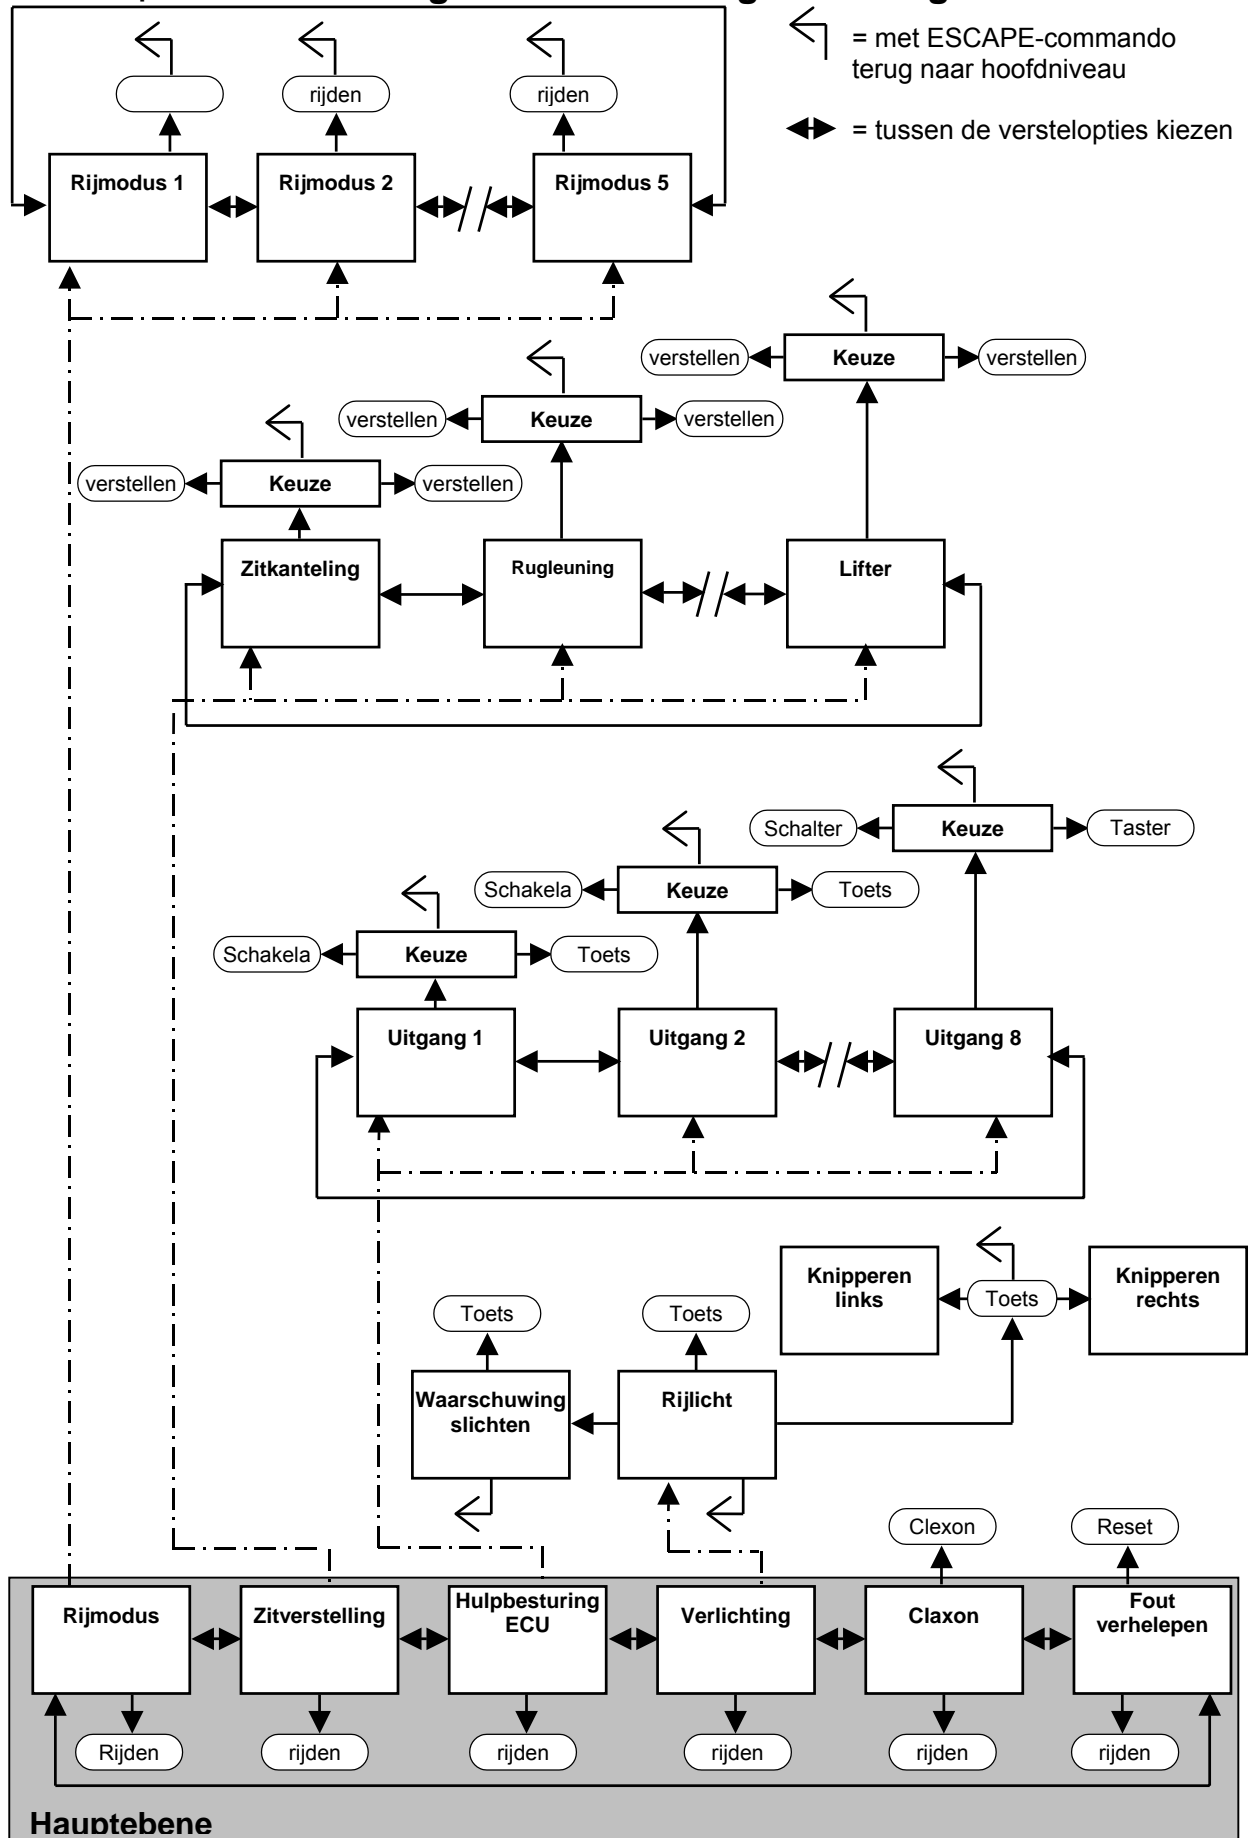 = met ESCAPE-commando
terug naar hoofdniveau
= tussen de verstelopties kiezen
rijden
rijden
Rijmodus 1
Rijmodus 2
Rijmodus 5
verstellen
Keuze
verstellen
verstellen
Keuze
verstellen
verstellen
Keuze
verstellen
Zitkanteling
Rugleuning
Lifter
Schalter
Keuze
Taster
Schakela
Keuze
Toets
Schakela
Keuze
Toets
Uitgang 1
Uitgang 2
Uitgang 8
Knipperen
links
Toets
Knipperen
rechts
Toets
Toets
Waarschuwing
slichten
Rijlicht
Clexon
Reset
Rijmodus
Zitverstelling
Hulpbesturing
ECU
Verlichting
Claxon
Fout
verhelepen
Rijden
rijden
rijden
rijden
rijden
rijden
Hauptebene